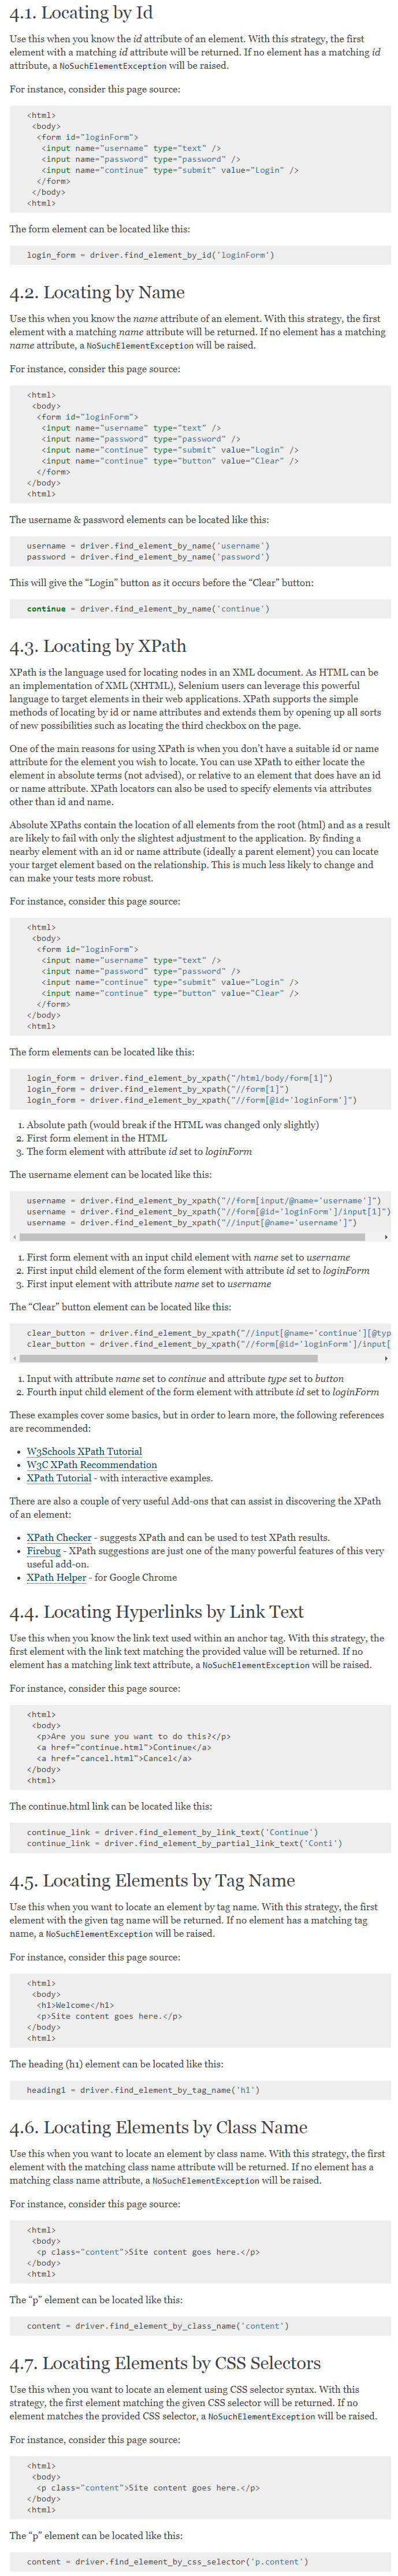 4.1. Locating by Id
Use this when you know the id attribute of an element. With this strategy, the first
element with a matching id attribute will be returned. If no element has a matching id
attribute, a NoSuchElementException will be raised.
For instance, consider this page source:
<html>
<body>
<form id="loginForm">
<input name="username" type="text" />
<input name="password" type="password" />
<input name="continue" type="submit" value="Login" />
</form>
</body>
<html>
The form element can be located like this:
login_form = driver.find_element_by_id('loginForm')
4.2. Locating by Name
Use this when you know the name attribute of an element. With this strategy, the first
element with a matching name attribute will be returned. If no element has a matching
name attribute, a NoSuchElementException will be raised.
For instance, consider this page source:
<html>
<body>
<form id="loginForm">
<input name="username" type="text" />
<input name="password" type="password" />
<input name="continue" type="submit" value="Login" />
<input name="continue" type="button" value="Clear" />
</form>
</body>
<html>
The username & password elements can be located like this:
username = driver.find_element_by_name('username')
password = driver.find_element_by_name('password')
This will give the “Login” button as it occurs before the “Clear” button:
continue = driver.find_element_by_name('continue')
4.3. Locating by XPath
XPath is the language used for locating nodes in an XML document. As HTML can be
an implementation of XML (XHTML), Selenium users can leverage this powerful
language to target elements in their web applications. XPath supports the simple
methods of locating by id or name attributes and extends them by opening up all sorts
of new possibilities such as locating the third checkbox on the page.
One of the main reasons for using XPath is when you don't have a suitable id or name
attribute for the element you wish to locate. You can use XPath to either locate the
element in absolute terms (not advised), or relative to an element that does have an id
or name attribute. XPath locators can also be used to specify elements via attributes
other than id and name.
Absolute XPaths contain the location of all elements from the root (html) and as a result
are likely to fail with only the slightest adjustment to the application. By finding a
nearby element with an id or name attribute (ideally a parent element) you can locate
your target element based on the relationship. This is much less likely to change and
can make your tests more robust.
For instance, consider this page source:
<html>
<body>
<form id="loginForm">
<input name="username" type="text" />
<input name="password" type="password" />
<input name="continue" type="submit" value="Login" />
<input name="continue" type="button" value="Clear" />
</form>
</body>
<html>
The form elements can be located like this:
login_form = driver.find_element_by_xpath("/html/body/form[1]")
login_form = driver.find_element_by_xpath("//form[1]")
login_form = driver.find_element_by_xpath("//form[@id='loginForm']")
1. Absolute path (would break if the HTML was changed only slightly)
2. First form element in the HTML
3. The form element with attribute id set to loginForm
The username element can be located like this:
username = driver.find_element_by_xpath("//form[input/@name='username']")
username = driver.find_element_by_xpath("//form[@id='loginForm']/input[1]")
username = driver.find_element_by_xpath("//input[@name='username']")
1. First form element with an input child element with name set to username
2. First input child element of the form element with attribute id set to loginForm
3. First input element with attribute name set to username
The “Clear” button element can be located like this:
clear_button = driver.find_element_by_xpath("//input[@name='continue'][@typ
clear_button = driver.find_element_by_xpath("//form[@id='loginForm']/input[
1. Input with attribute name set to continue and attribute type set to button
2. Fourth input child element of the form element with attribute id set to loginForm
These examples cover some basics, but in order to learn more, the following references
are recommended:
• W3Schools XPath Tutorial
• W3C XPath Recommendation
• XPath Tutorial - with interactive examples.
There are also a couple of very useful Add-ons that can assist in discovering the XPath
of an element:
• XPath Checker - suggests XPath and can be used to test XPath results.
• Firebug - XPath suggestions are just one of the many powerful features of this very
useful add-on.
• XPath Helper - for Google Chrome
4.4. Locating Hyperlinks by Link Text
Use this when you know the link text used within an anchor tag. With this strategy, the
first element with the link text matching the provided value will be returned. If no
element has a matching link text attribute, a NoSuchElementException will be raised.
For instance, consider this page source:
<html>
<body>
<p>Are you sure you want to do this?</p>
<a href="continue.html">Continue</a>
<a href="cancel.html">Cancel</a>
</body>
<html>
The continue.html link can be located like this:
continue_link = driver.find_element_by_link_text('Continue')
continue_link = driver.find_element_by_partial_link_text('Conti')
4.5. Locating Elements by Tag Name
Use this when you want to locate an element by tag name. With this strategy, the first
element with the given tag name will be returned. If no element has a matching tag
name, a NoSuchElementException will be raised.
For instance, consider this page source:
<html>
<body>
<h1>Welcome</h1>
<p>Site content goes here.</p>
</body>
<html>
The heading (h1) element can be located like this:
heading1 = driver.find_element_by_tag_name('h1')
4.6. Locating Elements by Class Name
Use this when you want to locate an element by class name. With this strategy, the first
element with the matching class name attribute will be returned. If no element has a
matching class name attribute, a NoSuchElementException will be raised.
For instance, consider this page source:
<html>
<body>
<p class="content">Site content goes here.</p>
</body>
<html>
The “p” element can be located like this:
content = driver.find_element_by_class_name('content')
4.7. Locating Elements by CSS Selectors
Use this when you want to locate an element using CSS selector syntax. With this
strategy, the first element matching the given CSS selector will be returned. If no
element matches the provided CSS selector, a NoSuchElementException will be raised.
For instance, consider this page source:
<html>
<body>
<p class="content">Site content goes here.</p>
</body>
<html>
The “p” element can be located like this:
content = driver.find_element_by_css_selector('p.content')